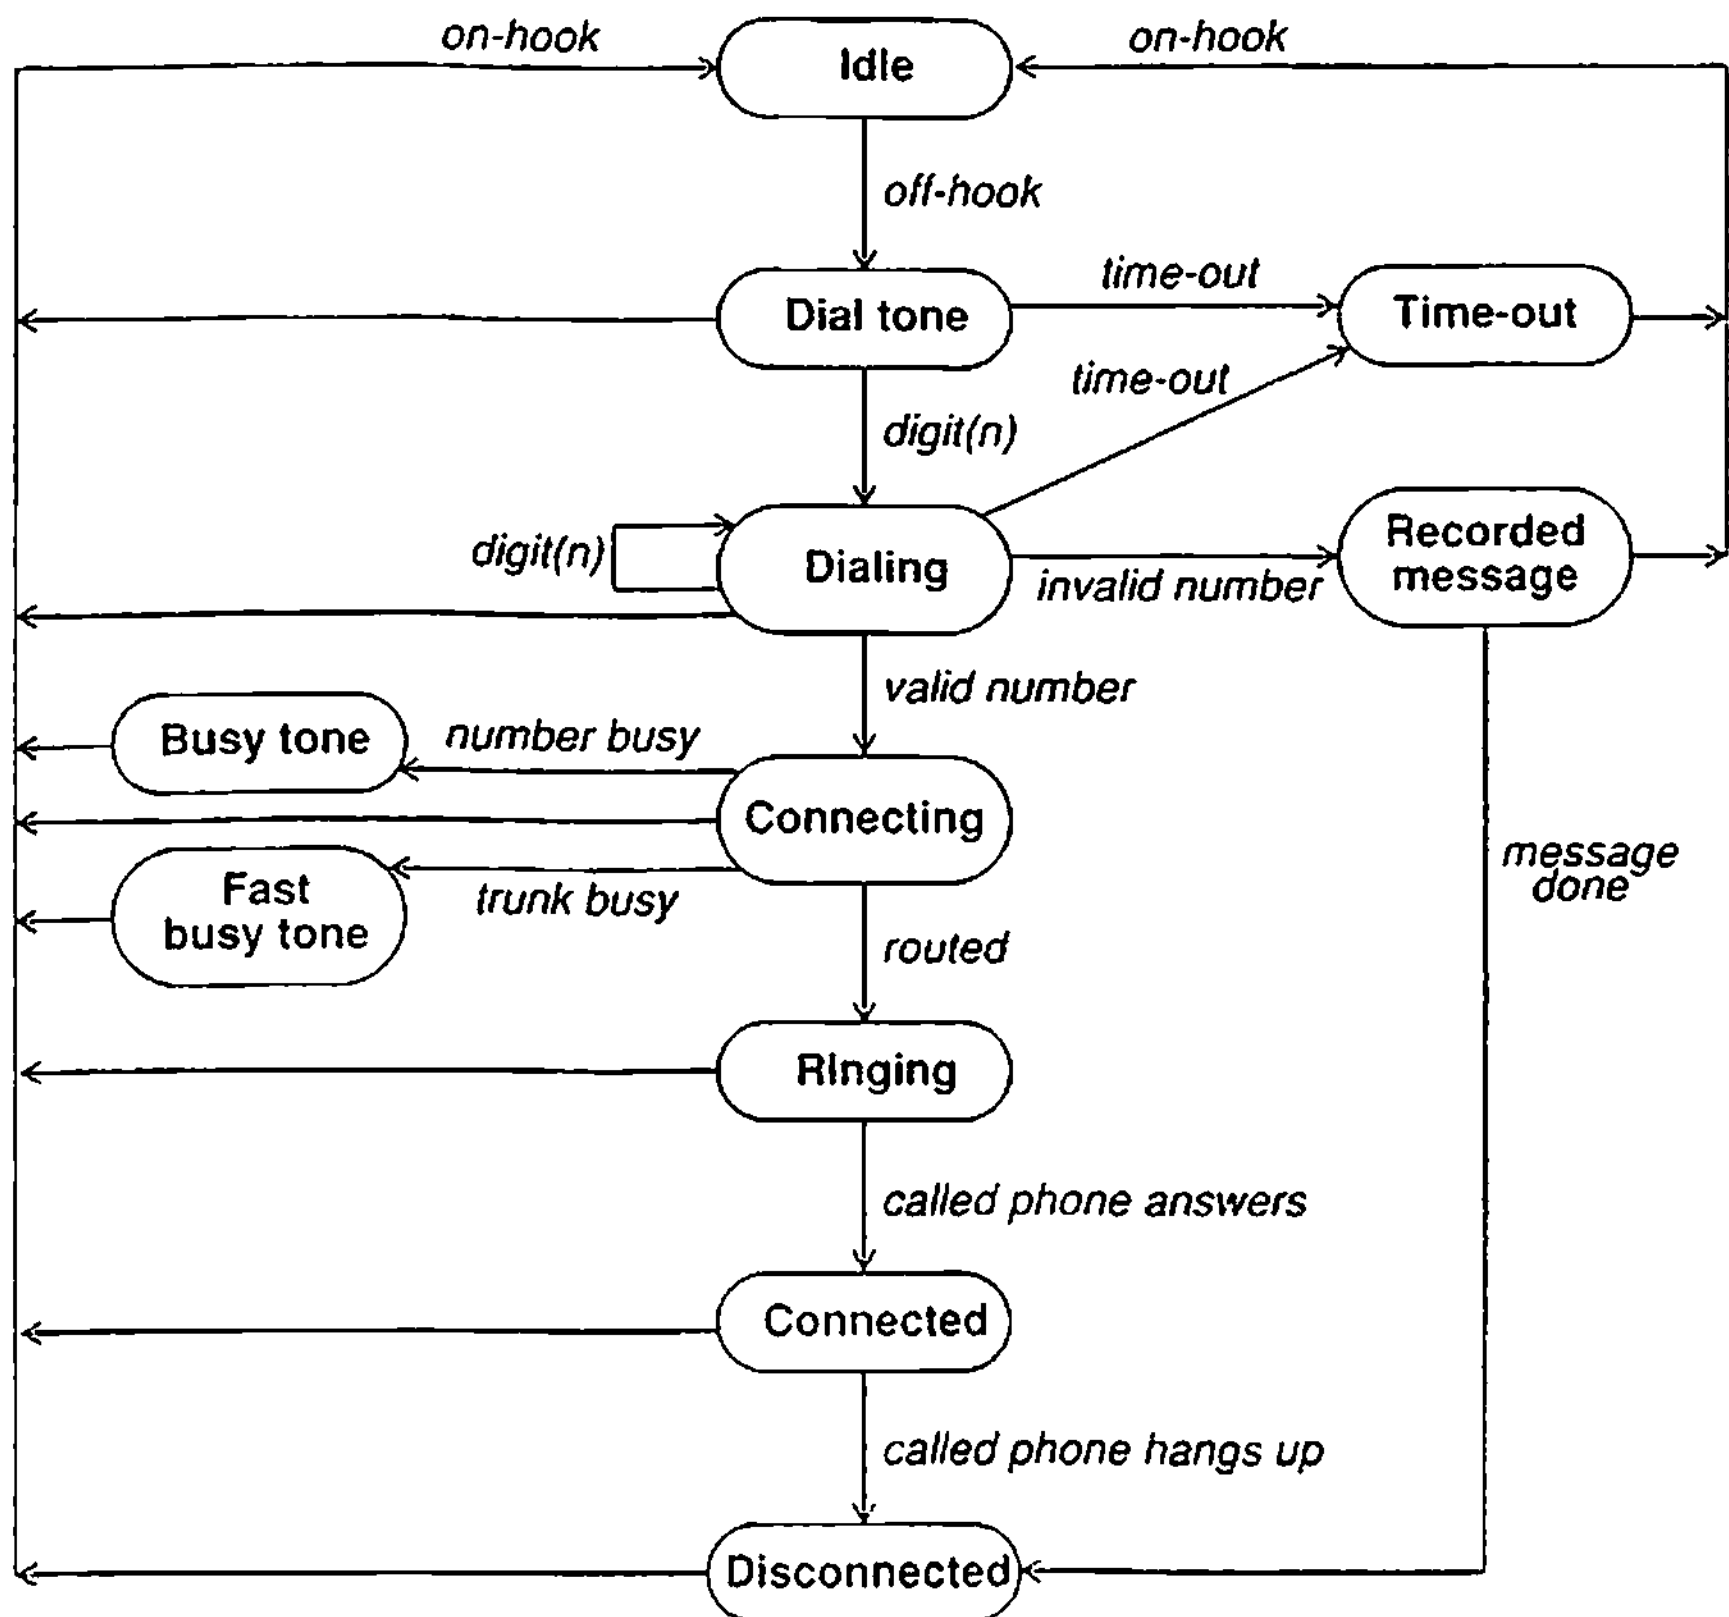 on-hook
Idle
on-hook
off-hook
Dial tone
time-out
Time-out
time-out
digit(n)
digit(n)
Dialing
invalid number
Recorded
message
valid number
Busy tone
number busy
Connecting
Fast
busy tone
trunk busy
message
done
routed
RInging
called phone answers
Connected
called phone hangs up
Disconnected